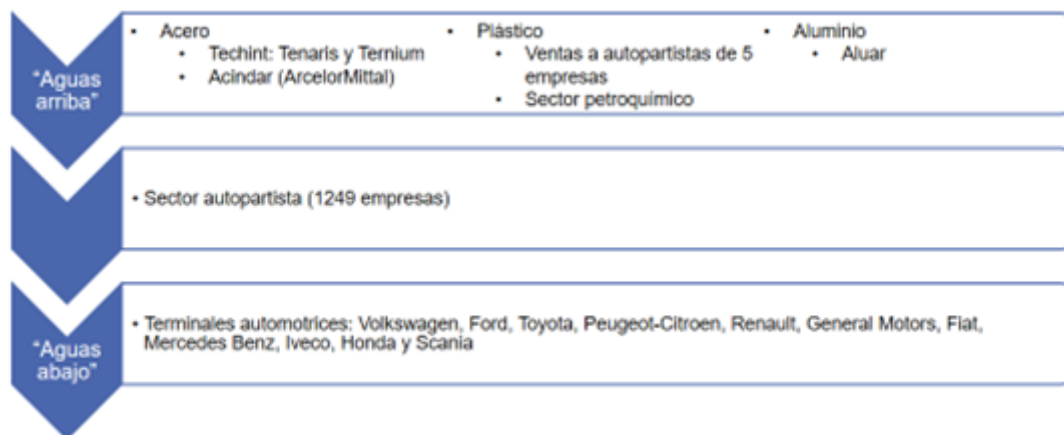 “Aguas
arriba”
• Acero
• Techint: Tenaris y Ternium
• Acindar (ArcelorMittal)
• Plástico
• Ventas a autopartistas de 5
empresas
• Sector petroquímico
• Aluminio
• Aluar
• Sector autopartista (1249 empresas)
“Aguas
abajo”
• Terminales automotrices: Volkswagen, Ford, Toyota, Peugeot-Citroen, Renault, General Motors, Fiat,
Mercedes Benz, Iveco, Honda y Scania